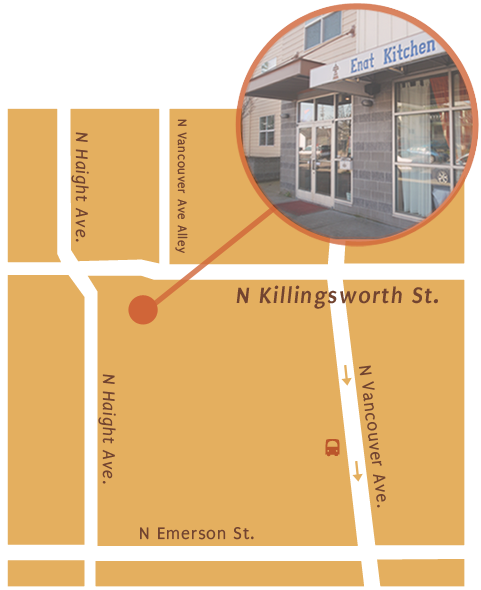 Enat Kitchen
N Haight Ave.
N Vancouver Ave Alley
N Killingsworth St.
N Haight Ave.
N Vancouver Ave.
N Emerson St.